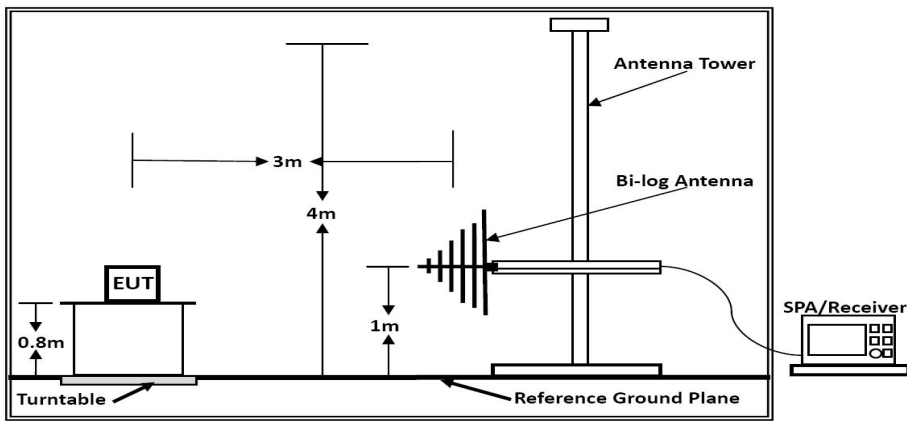 Antenna Tower
3m
Bi-log Antenna
4m
EUT
SPA/Receiver
0.8m
1m
Turntable
Reference Ground Plane